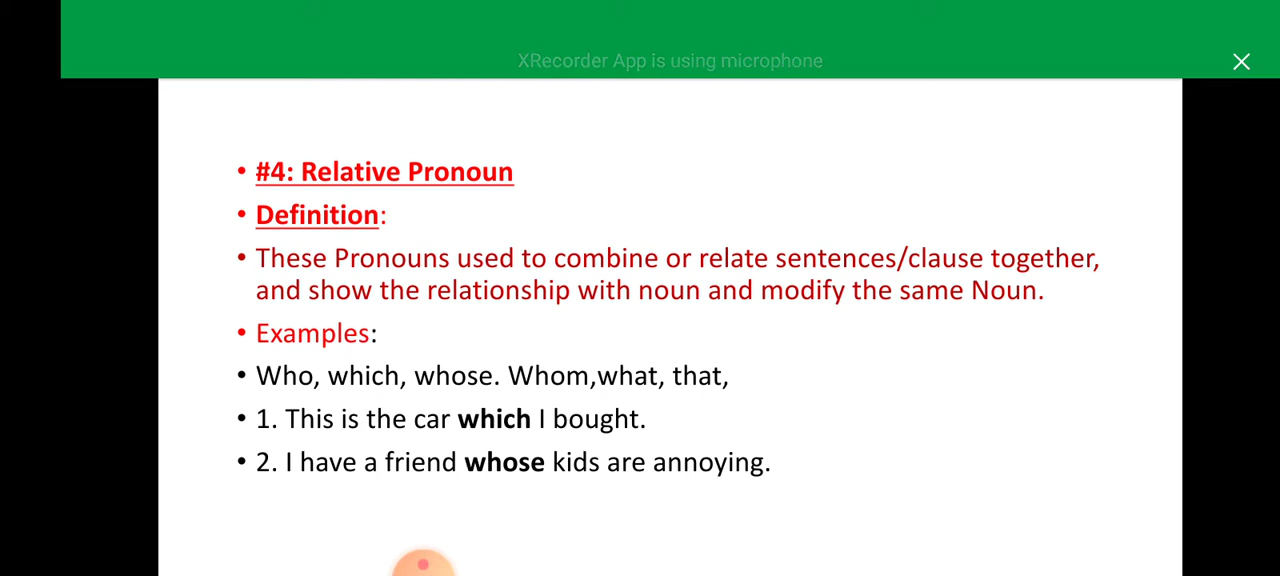 XRecorder App is using microphone
• #4: Relative Pronoun
• Definition:
• These Pronouns used to combine or relate sentences/clause together,
and show the relationship with noun and modify the same Noun.
• Examples:
• Who, which, whose. Whom,what, that,
• 1. This is the car which I bought.
• 2. I have a friend whose kids are annoying.